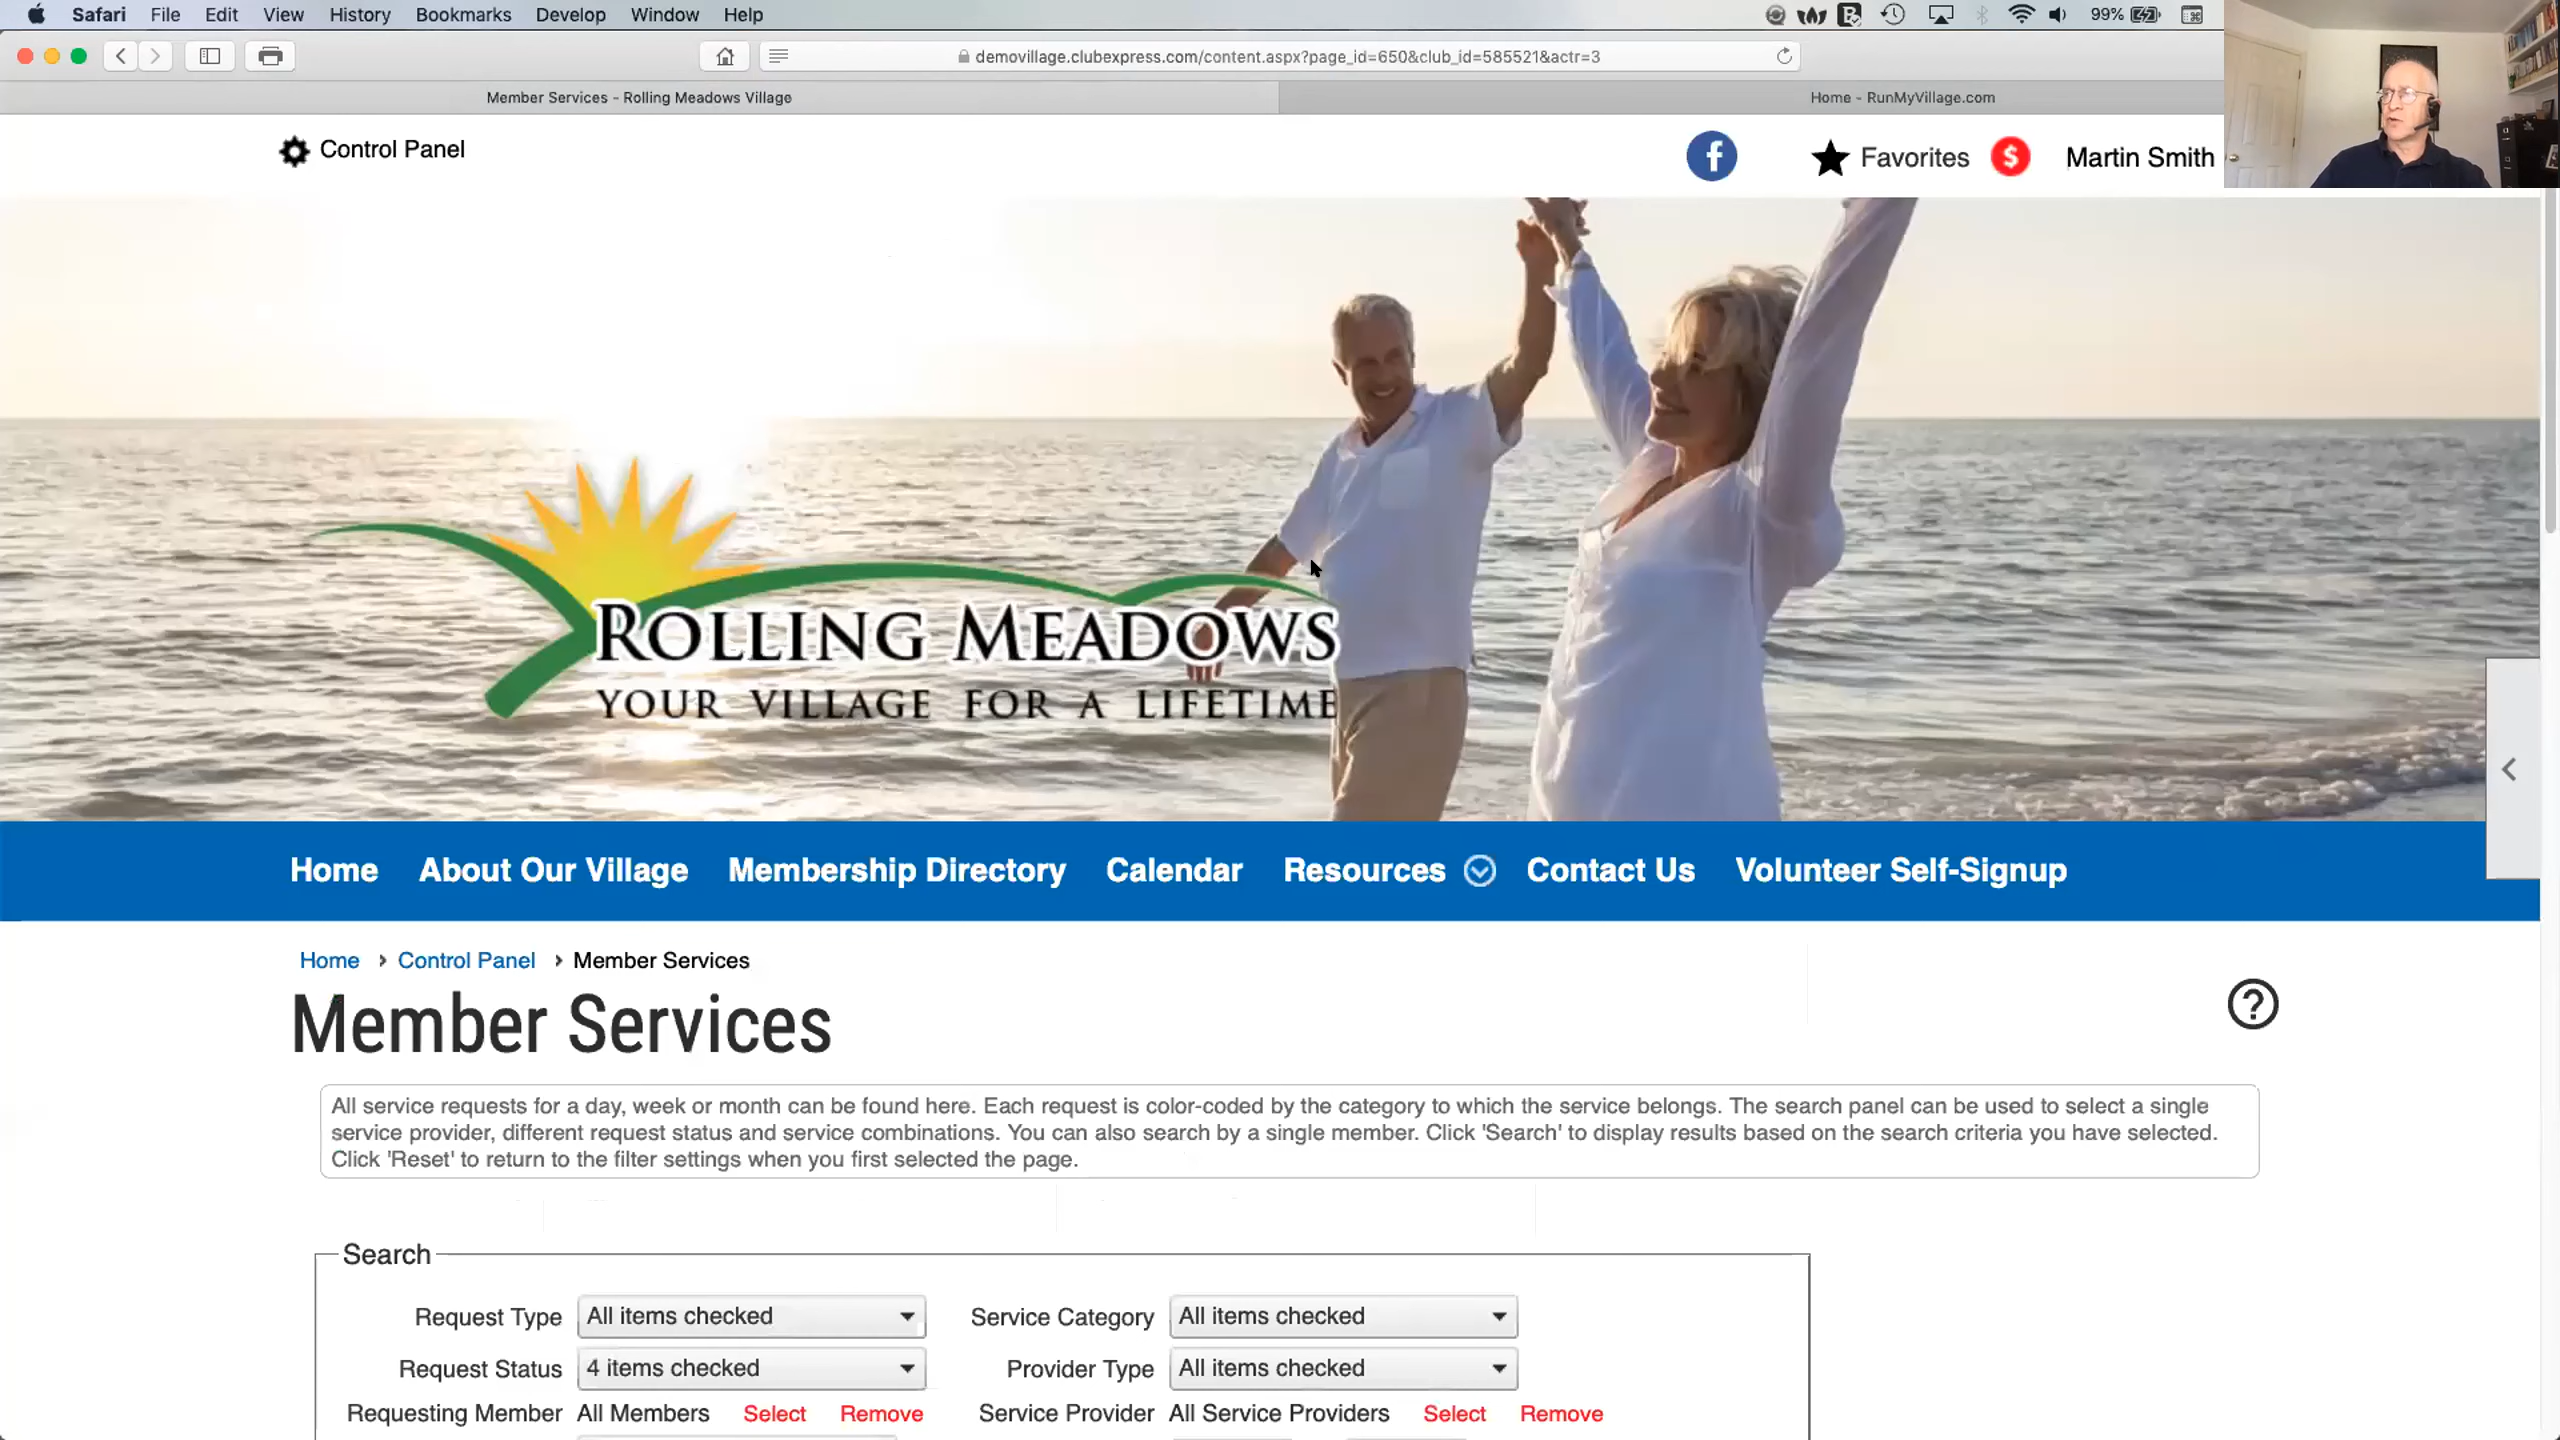 Safari File Edit View History Bookmarks Develop Window Help 99%
demovillage.clubexpress.com/content.aspx?page_id=650&club_id=585521&actr=3
Member Services - Rolling Meadows Village
Home - RunMyVillage.com
Control Panel
Favorites
$
Martin Smith
ROLLING MEADOWS
YOUR VILLAGE FOR A LIFETIME
Home About Our Village Membership Directory Calendar Resources Contact Us Volunteer Self-Signup
Home › Control Panel › Member Services
Member Services
All service requests for a day, week or month can be found here. Each request is color-coded by the category to which the service belongs. The search panel can be used to select a single
service provider, different request status and service combinations. You can also search by a single member. Click 'Search' to display results based on the search criteria you have selected.
Click 'Reset' to return to the filter settings when you first selected the page.
Search
Request Type All items checked Service Category All items checked
Request Status 4 items checked Provider Type All items checked
Requesting Member All Members Select Remove Service Provider All Service Providers Select Remove